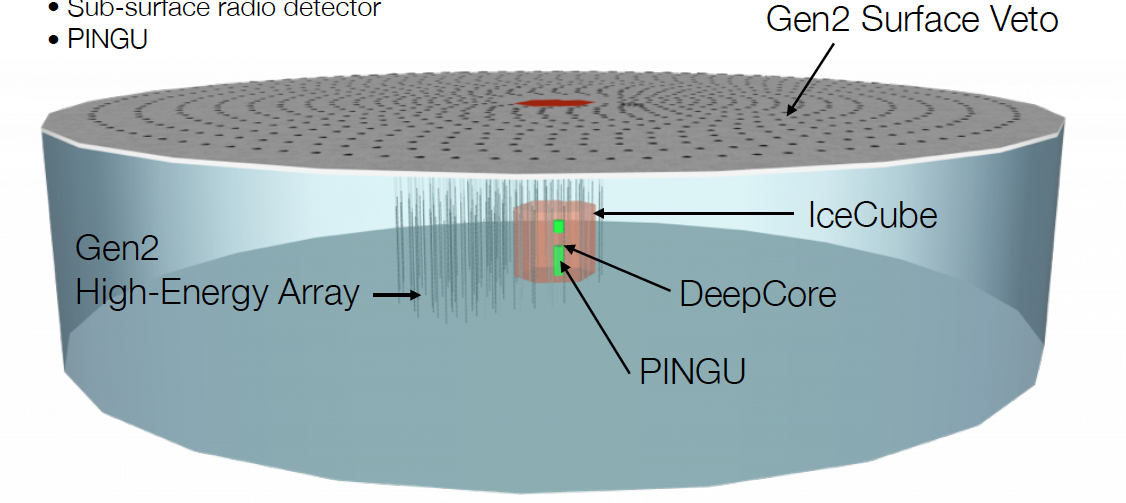 • Sub-surface radio detector
• PINGU
Gen2 Surface Veto
IceCube
Gen2
High-Energy Array
DeepCore
PINGU